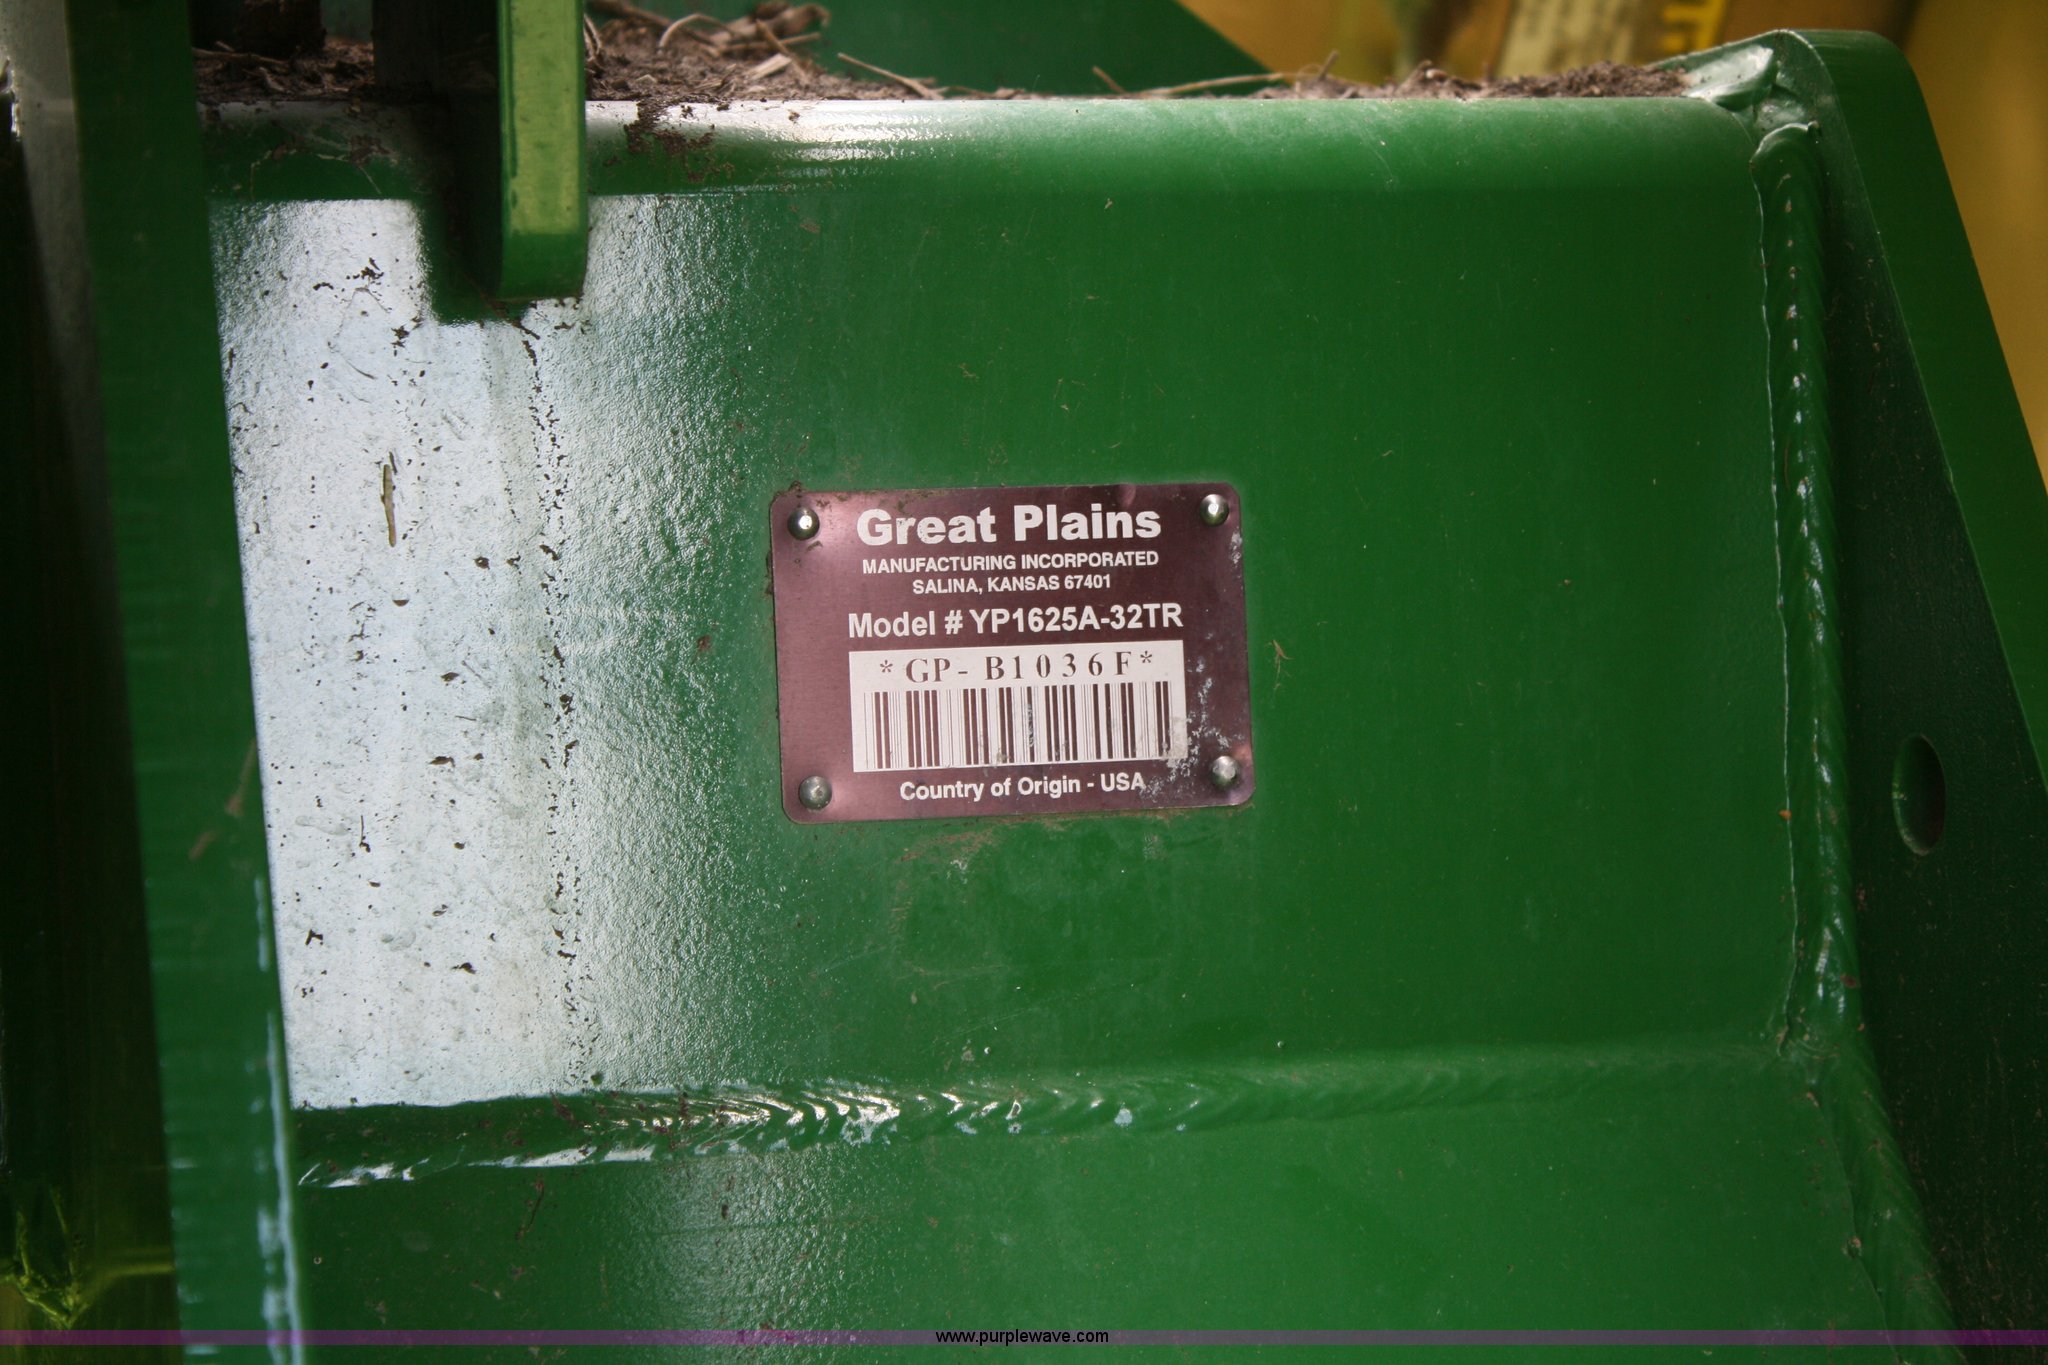 Great Plains
MANUFACTURING INCORPORATED
SALINA, KANSAS 67401
Model # YP1625A-32TR
*GP-B1036F*
Country of Origin - USA
www.purplewave.com